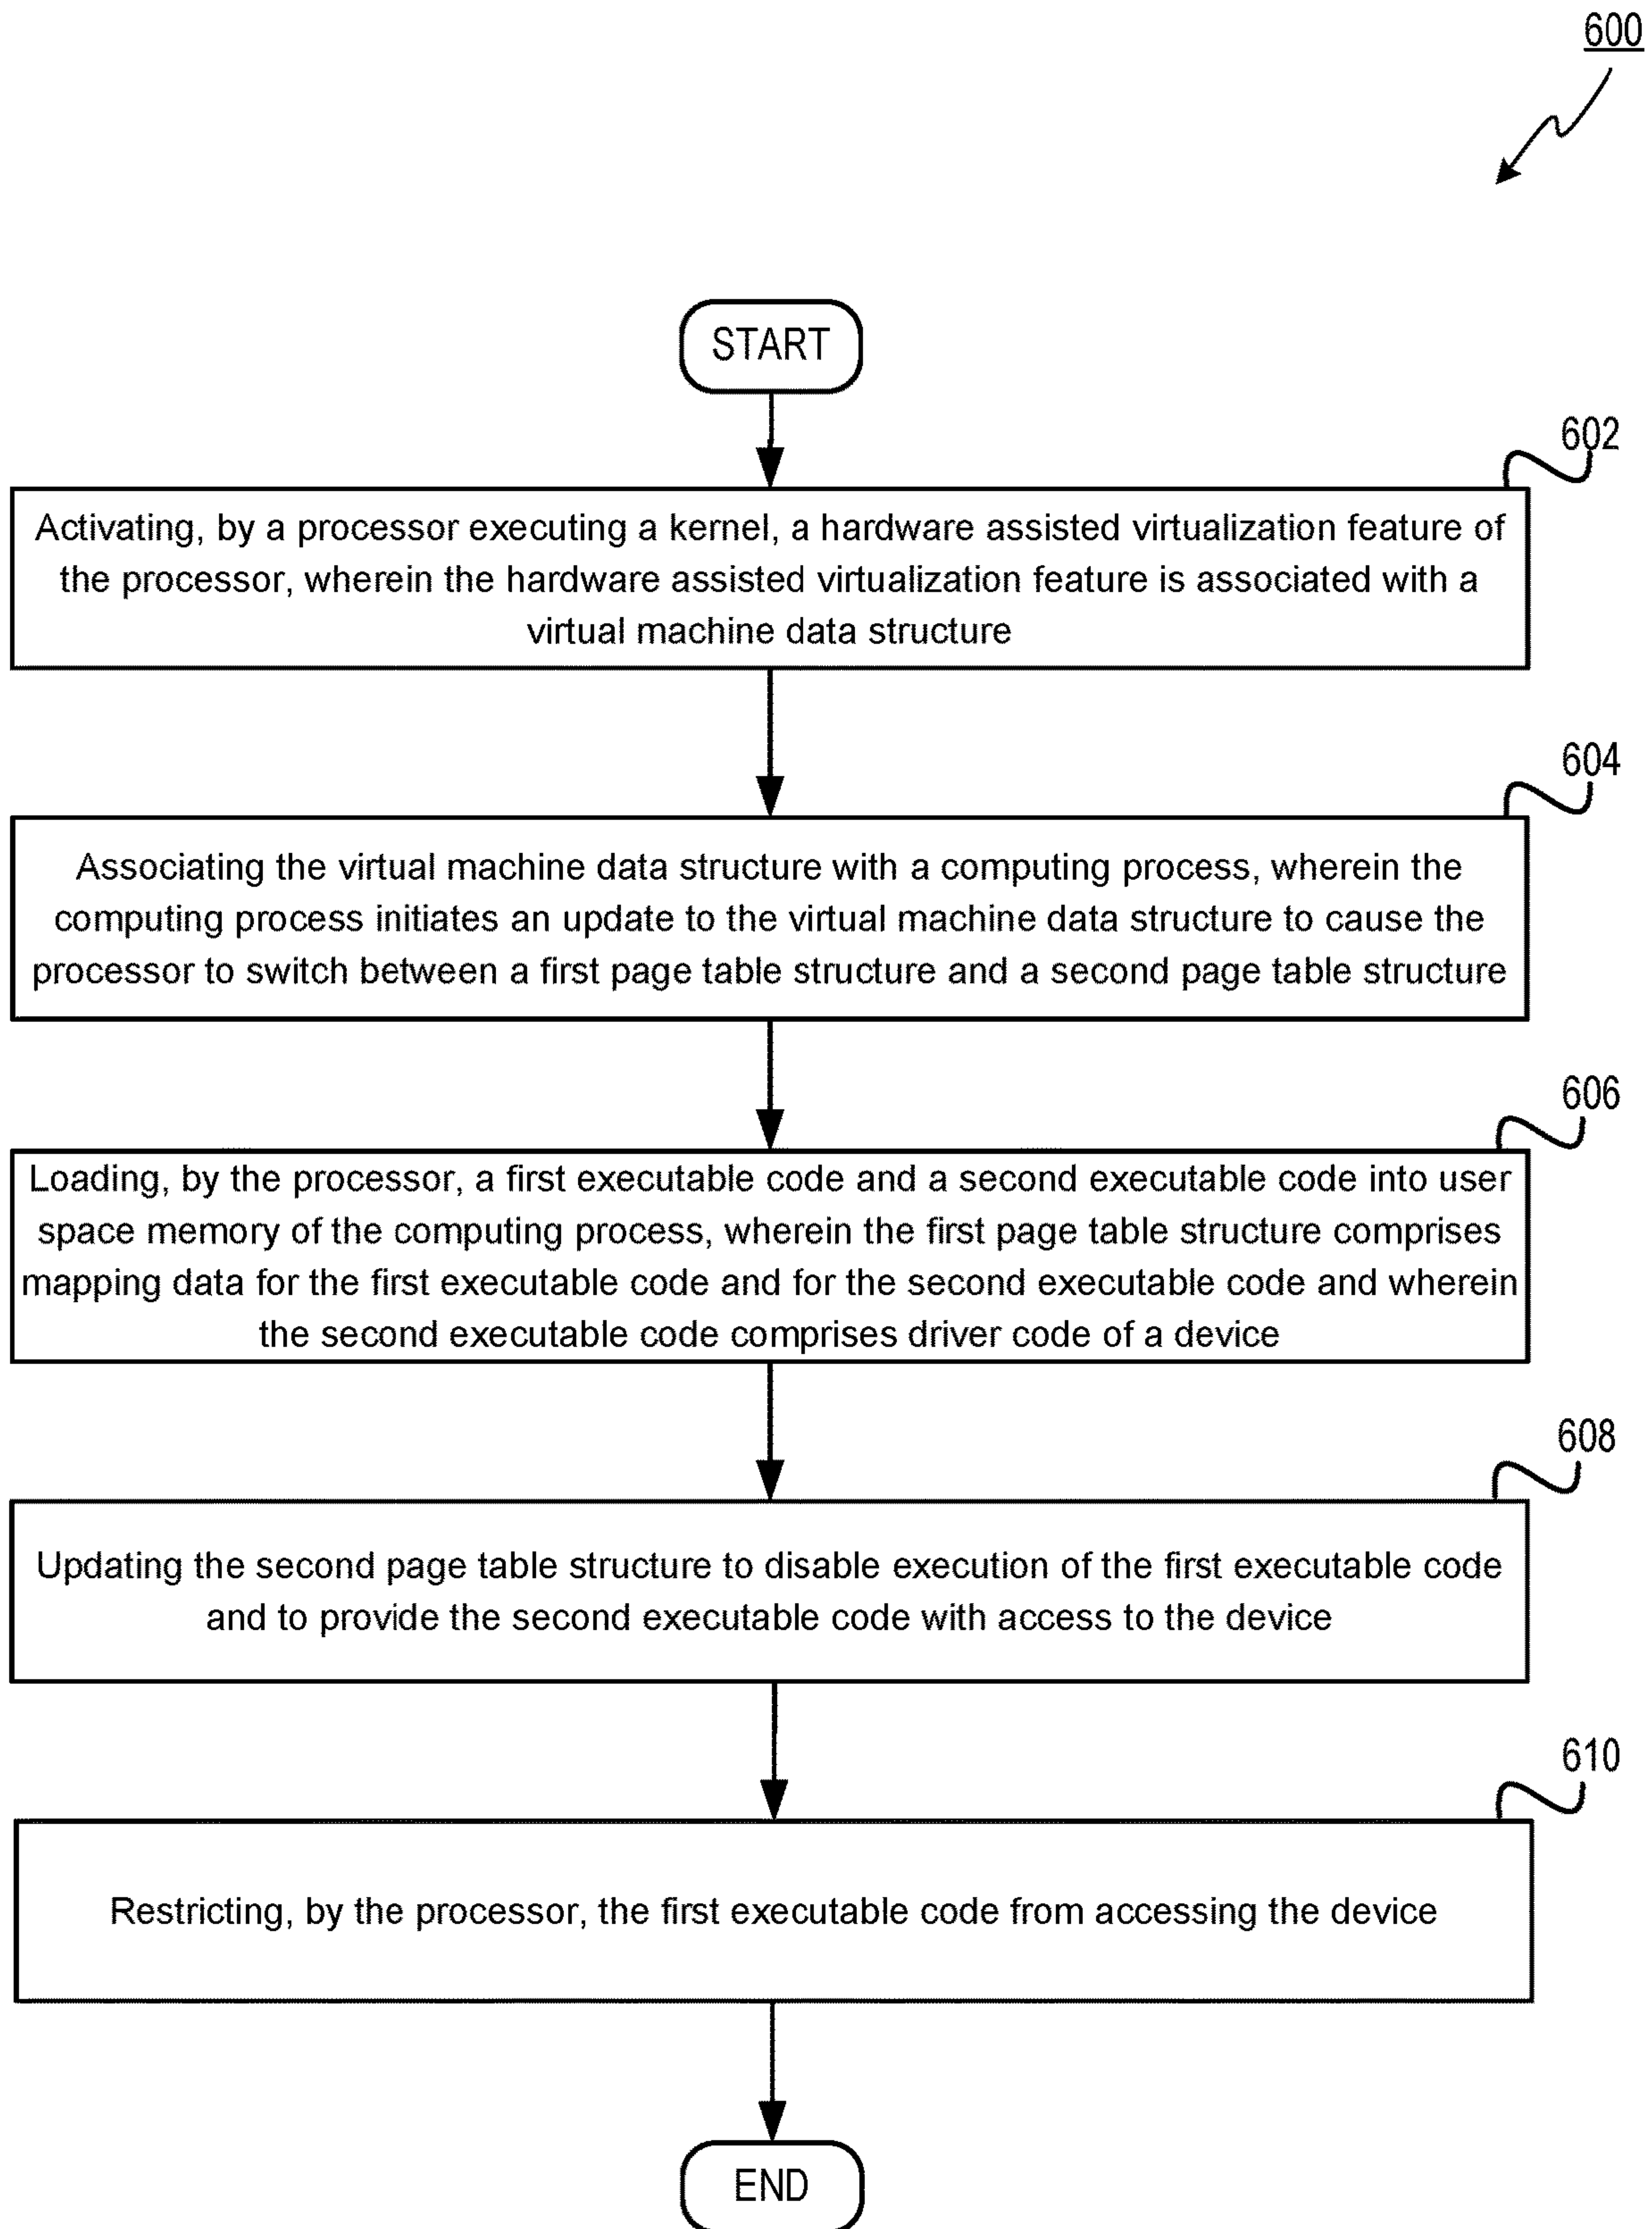 600
START
602
Activating, by a processor executing a kernel, a hardware assisted virtualization feature of
the processor, wherein the hardware assisted virtualization feature is associated with a
virtual machine data structure
604
Associating the virtual machine data structure with a computing process, wherein the
computing process initiates an update to the virtual machine data structure to cause the
processor to switch between a first page table structure and a second page table structure
606
Loading, by the processor, a first executable code and a second executable code into user
space memory of the computing process, wherein the first page table structure comprises
mapping data for the first executable code and for the second executable code and wherein
the second executable code comprises driver code of a device
608
Updating the second page table structure to disable execution of the first executable code
and to provide the second executable code with access to the device
610
Restricting, by the processor, the first executable code from accessing the device
END